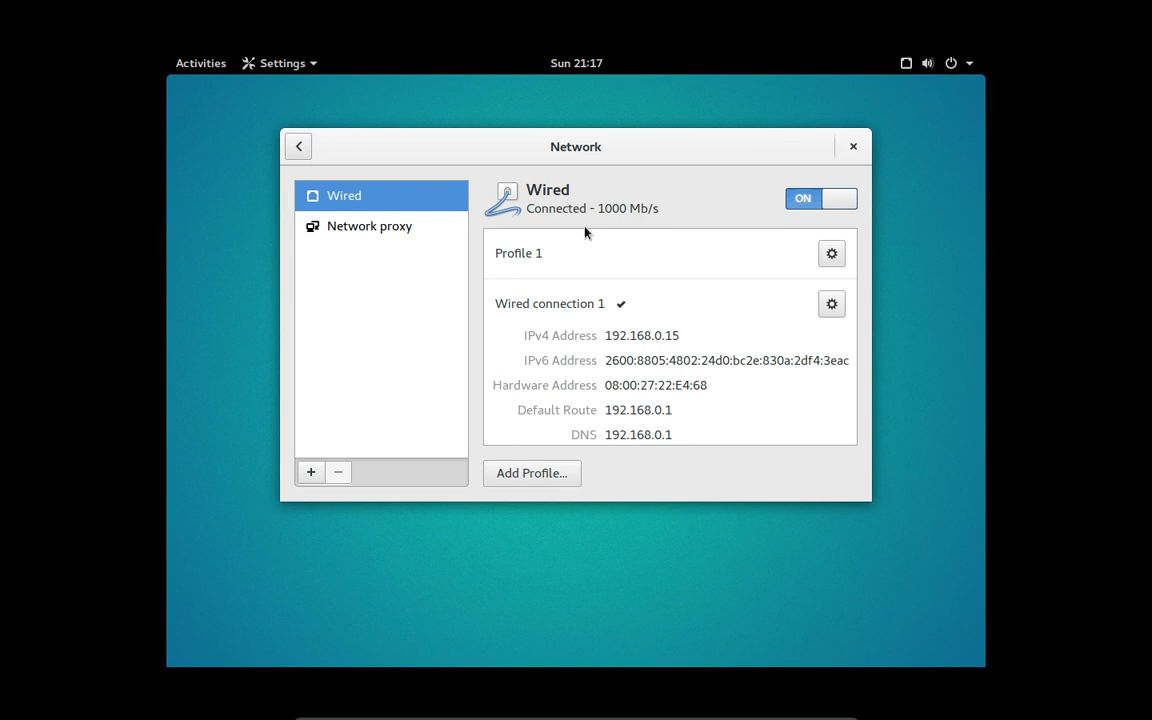 Activities Settings Sun 21:17
Network
Wired
Network proxy
Wired
Connected - 1000 Mb/s
ON
Profile 1
Wired connection 1
IPv4 Address 192.168.0.15
IPv6 Address 2600:8805:4802:24d0:bc2e:830a:2df4:3eac
Hardware Address 08:00:27:22:E4:68
Default Route 192.168.0.1
DNS 192.168.0.1
Add Profile...